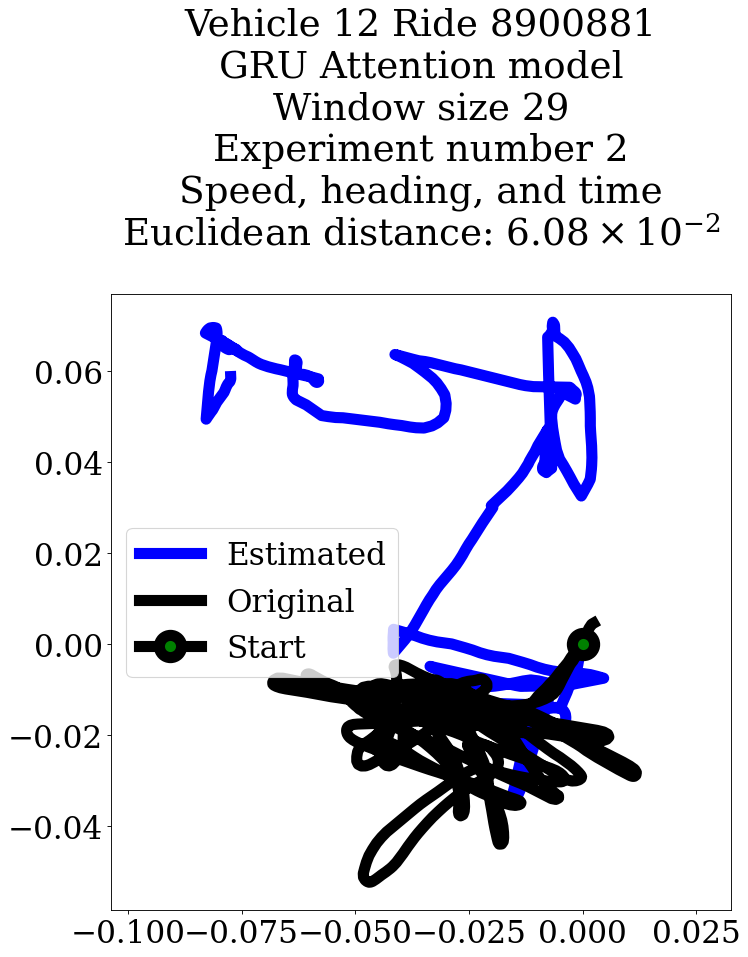 Vehicle 12 Ride 8900881
GRU Attention model
Window size 29
Experiment number 2
Speed, heading, and time
Euclidean distance: 6.08 × 10⁻²
0.06
0.04
0.02
0.00
−0.02
−0.04
Estimated
Original
Start
−0.100 −0.075 −0.050 −0.025 0.000 0.025